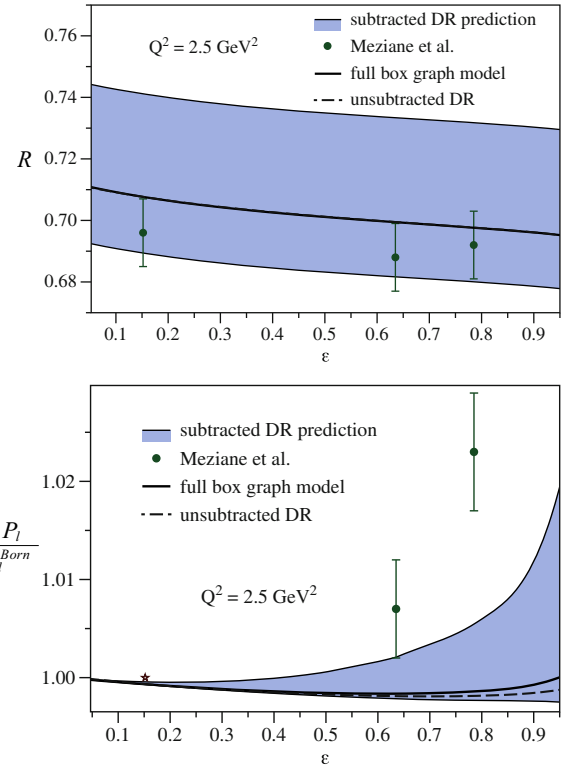 0.76
0.74
0.72
0.70
0.68
R
Q² = 2.5 GeV²
subtracted DR prediction
Meziane et al.
full box graph model
unsubtracted DR
0.1 0.2 0.3 0.4 0.5 0.6 0.7 0.8 0.9
ε
1.02
1.01
1.00
P_l
Born
subtracted DR prediction
Meziane et al.
full box graph model
unsubtracted DR
Q² = 2.5 GeV²
0.1 0.2 0.3 0.4 0.5 0.6 0.7 0.8 0.9
ε